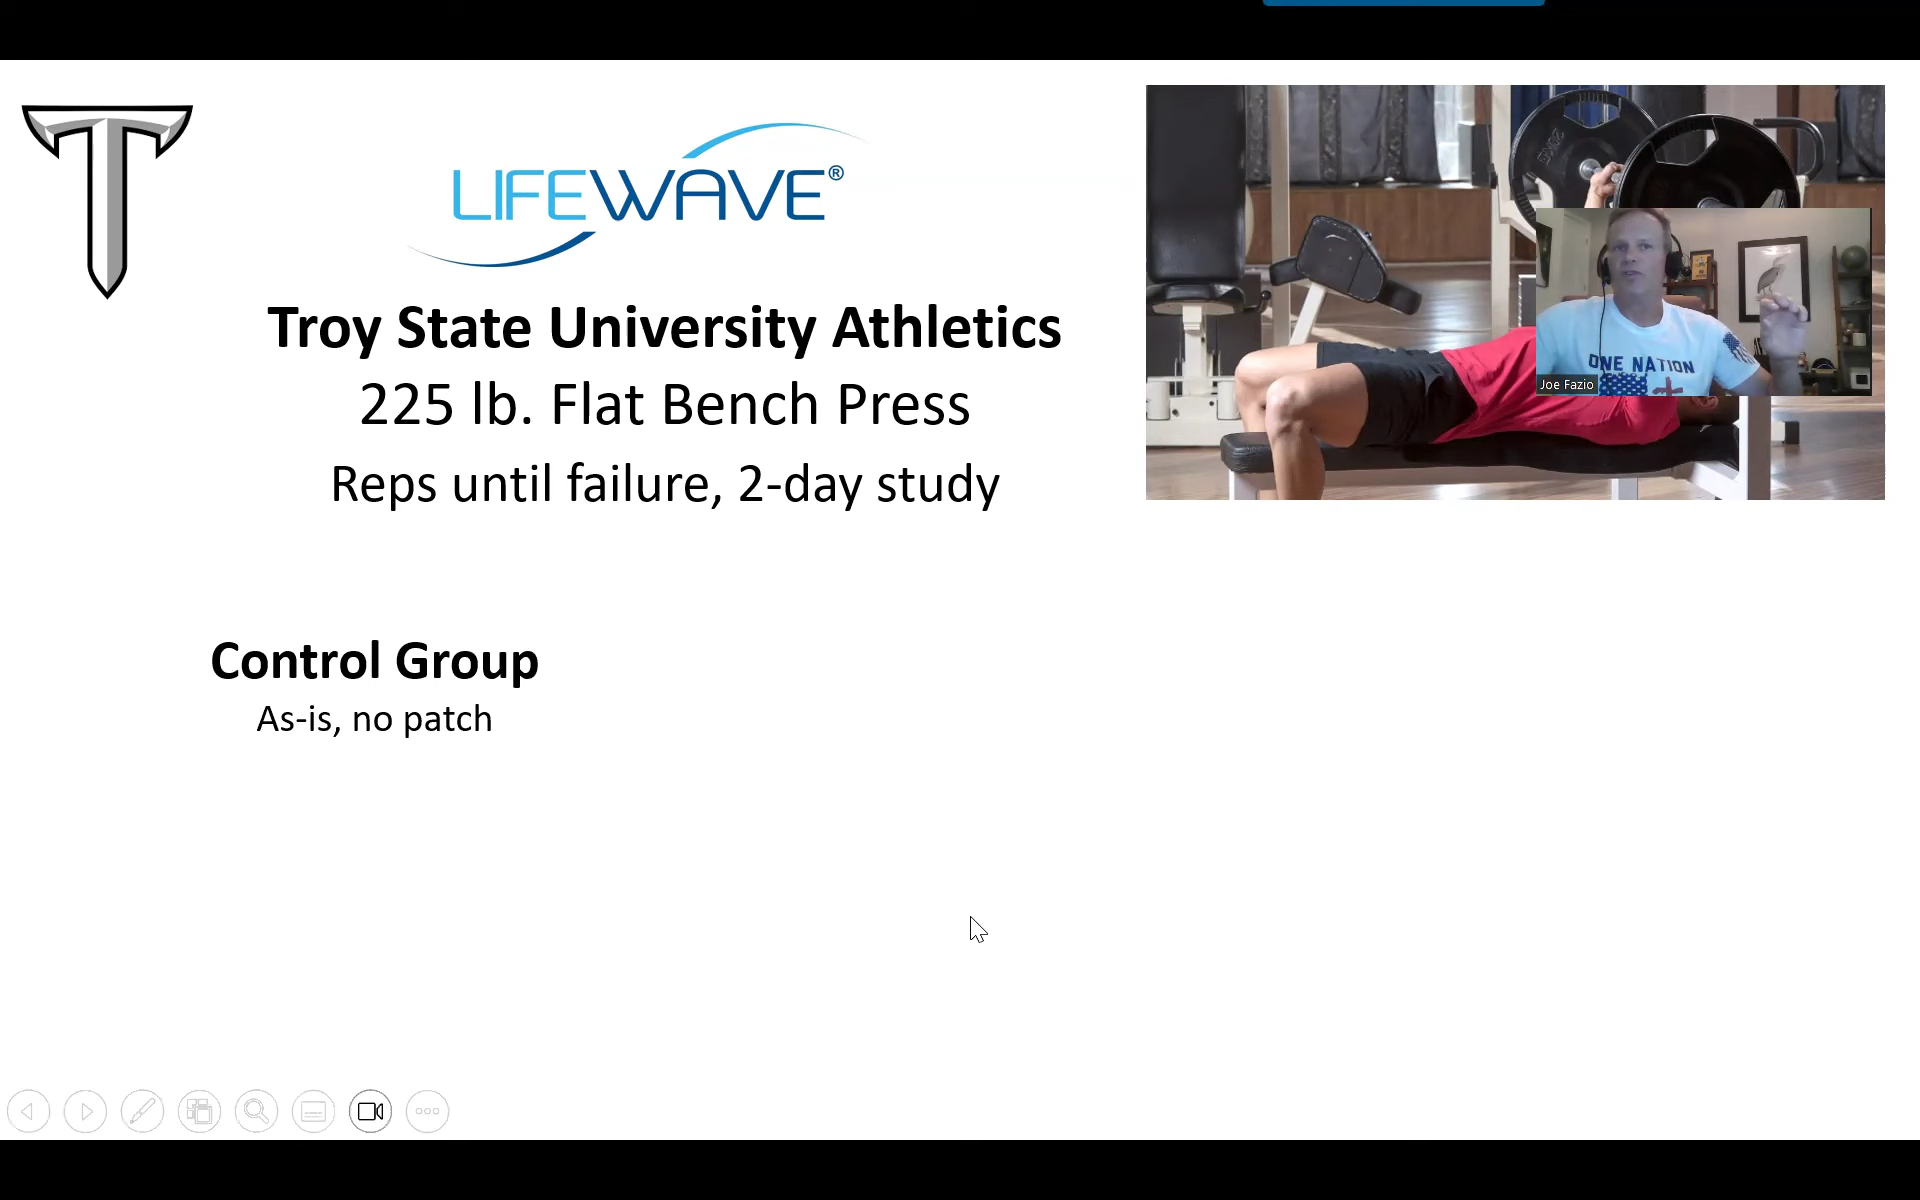 LIFEWAVE®
Troy State University Athletics
225 lb. Flat Bench Press
Reps until failure, 2-day study
ONE NATION
Joe Fazio
Control Group
As-is, no patch